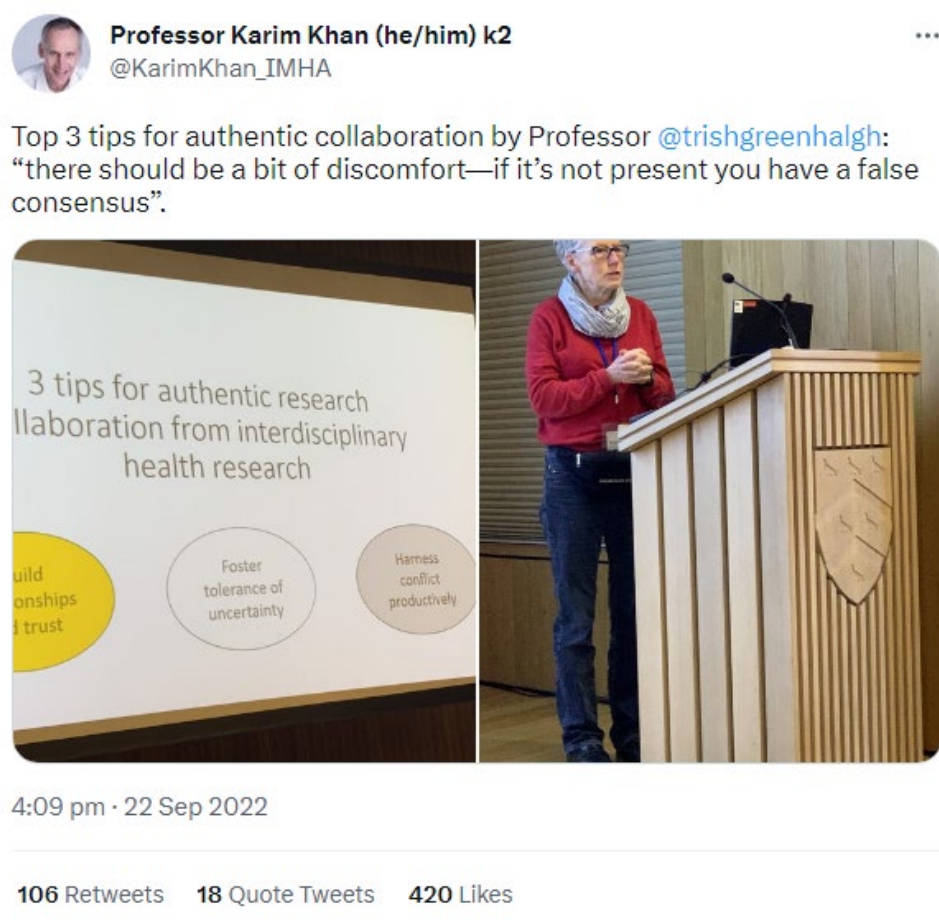 Professor Karim Khan (he/him) k2
@KarimKhan_IMHA
Top 3 tips for authentic collaboration by Professor @trishgreenhalgh:
“there should be a bit of discomfort—if it’s not present you have a false
consensus”.
3 tips for authentic research
llaboration from interdisciplinary
health research
uild
onships
d trust
Foster
tolerance of
uncertainty
Harness
conflict
productively
4:09 pm · 22 Sep 2022
106 Retweets 18 Quote Tweets 420 Likes